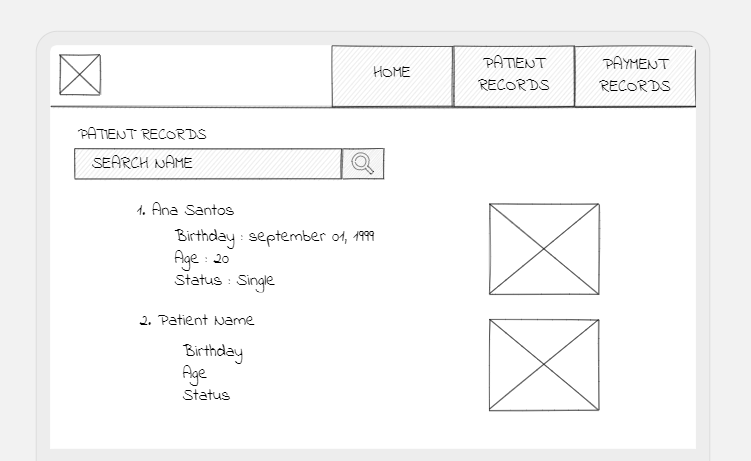 HOME
PATIENT
RECORDS
PAYMENT
RECORDS
PATIENT RECORDS
SEARCH NAME
1. Ana Santos
Birthday : september 01, 1999
Age : 20
Status : Single
2. Patient Name
Birthday
Age
Status